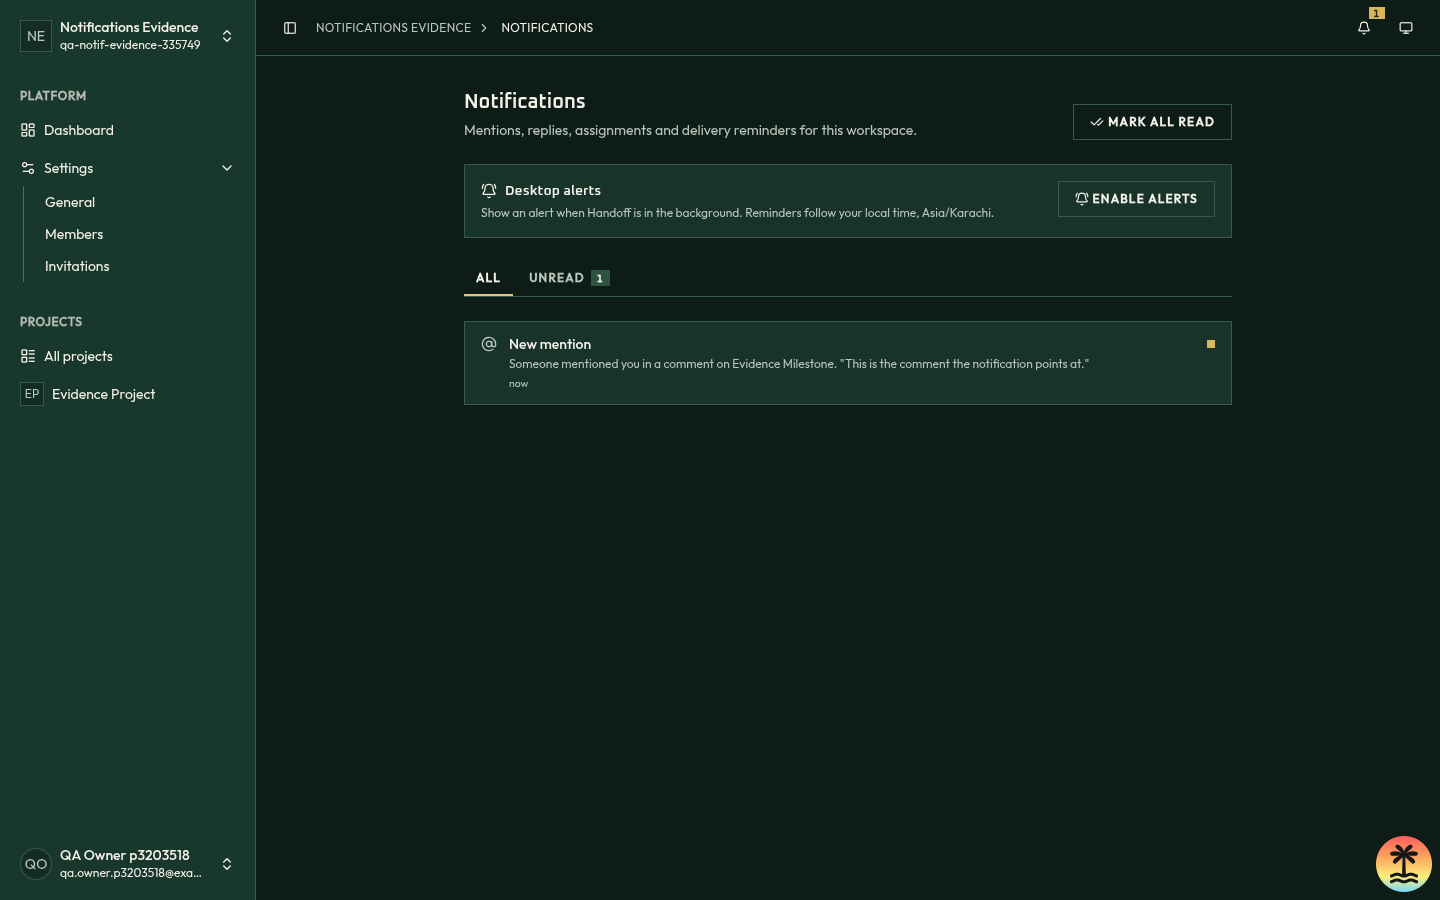 NE
Notifications Evidence
qa-notif-evidence-335749
PLATFORM
Dashboard
Settings
General
Members
Invitations
PROJECTS
All projects
EP
Evidence Project
QO
QA Owner p3203518
qa.owner.p3203518@exa...
NOTIFICATIONS EVIDENCE > NOTIFICATIONS
1
Notifications
Mentions, replies, assignments and delivery reminders for this workspace.
MARK ALL READ
Desktop alerts
Show an alert when Handoff is in the background. Reminders follow your local time, Asia/Karachi.
ENABLE ALERTS
ALL
UNREAD 1
New mention
Someone mentioned you in a comment on Evidence Milestone. "This is the comment the notification points at."
now